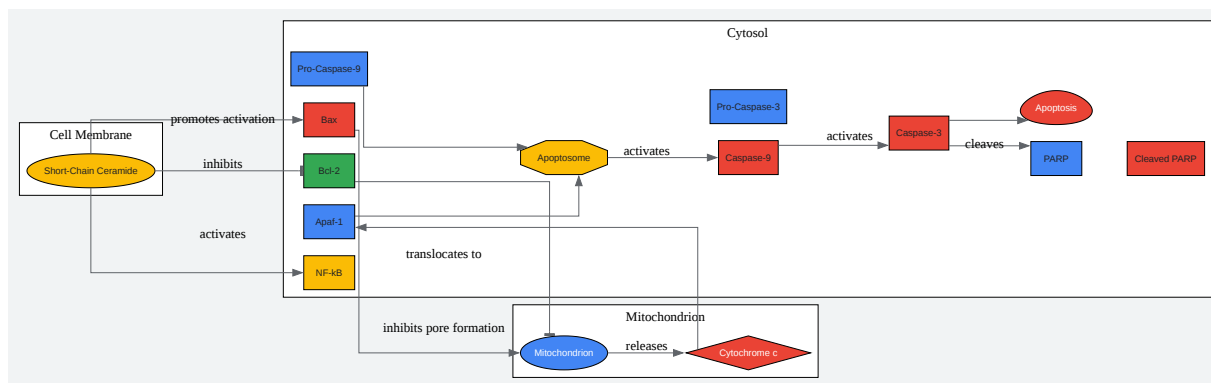 Cytosol
Pro-Caspase-9
Pro-Caspase-3
Apoptosis
promotes activation
Bax
Cell Membrane
Caspase-3
activates
cleaves
Short-Chain Ceramide
inhibits
Bcl-2
Apoptosome
activates
Caspase-9
PARP
Cleaved PARP
Apaf-1
activates
translocates to
NF-kB
Mitochondrion
inhibits pore formation
Mitochondrion
releases
Cytochrome c